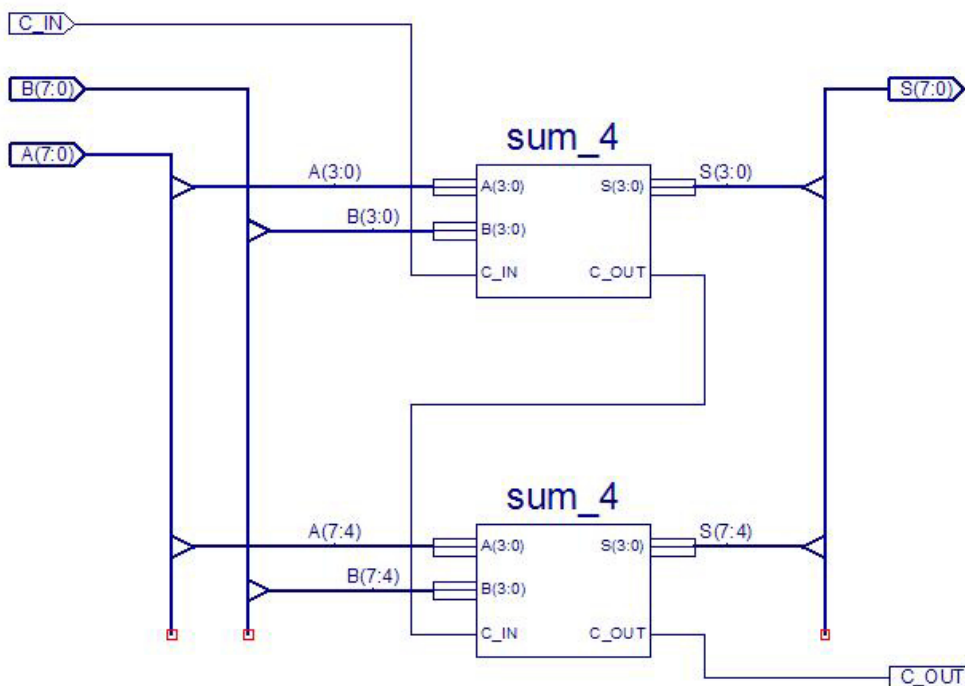 C_IN
B(7:0)
S(7:0)
A(7:0)
sum_4
A(3:0)
A(3:0)
S(3:0)
S(3:0)
B(3:0)
B(3:0)
C_IN
C_OUT
sum_4
A(7:4)
A(3:0)
S(3:0)
S(7:4)
B(7:4)
B(3:0)
C_IN
C_OUT
C_OUT